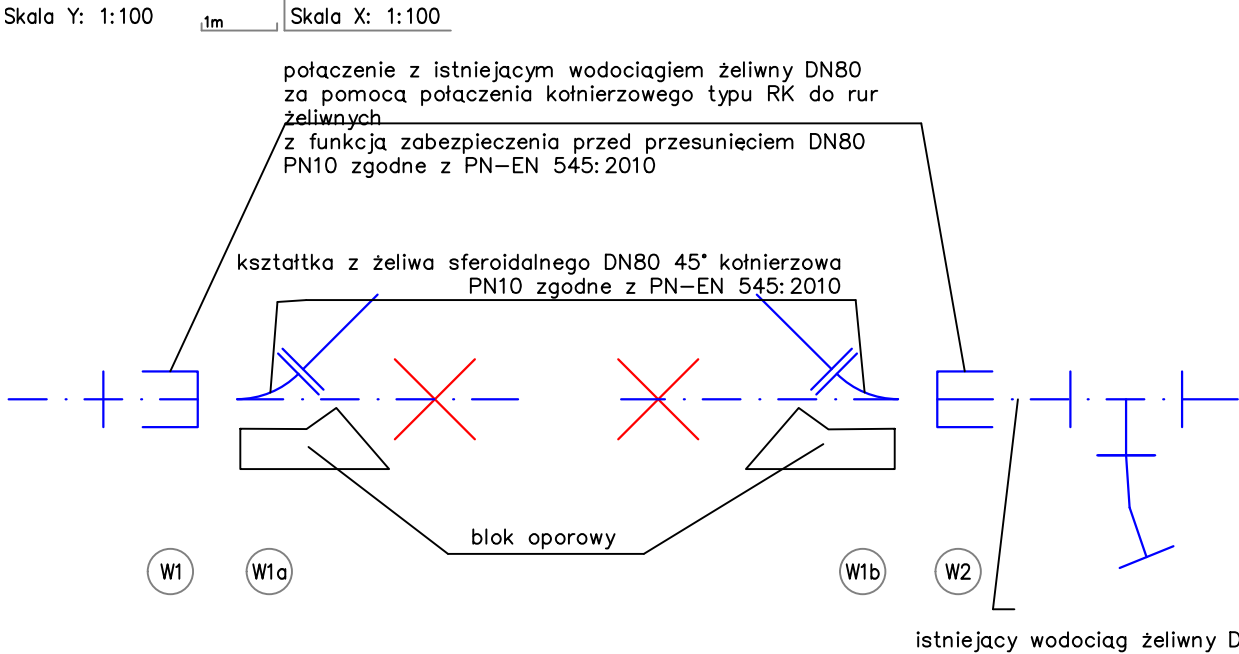 Skala Y: 1:100
1m
Skala X: 1:100
połączenie z istniejącym wodociągiem żeliwny DN80
za pomocą połączenia kołnierzowego typu RK do rur
żeliwnych
z funkcją zabezpieczenia przed przesunięciem DN80
PN10 zgodne z PN-EN 545:2010
kształtka z żeliwa sferoidalnego DN80 45° kołnierzowa
PN10 zgodne z PN-EN 545:2010
blok oporowy
W1
W1a
W1b
W2
istniejący wodociąg żeliwny D